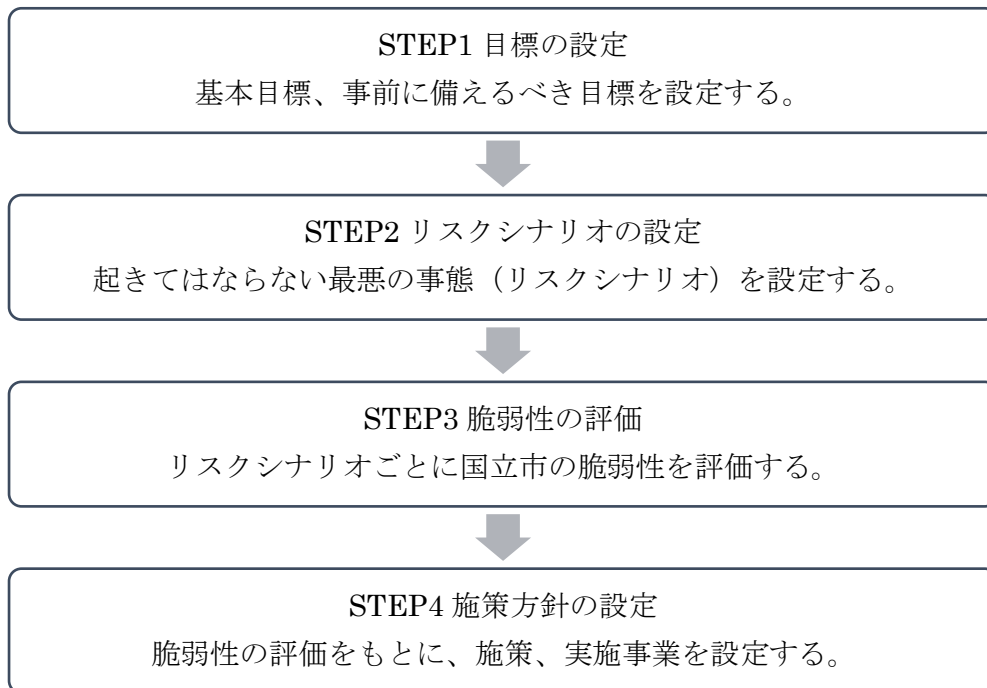 STEP1 目標の設定
基本目標、事前に備えるべき目標を設定する。
STEP2 リスクシナリオの設定
起きてはならない最悪の事態（リスクシナリオ）を設定する。
STEP3 脆弱性の評価
リスクシナリオごとに国立市の脆弱性を評価する。
STEP4 施策方針の設定
脆弱性の評価をもとに、施策、実施事業を設定する。